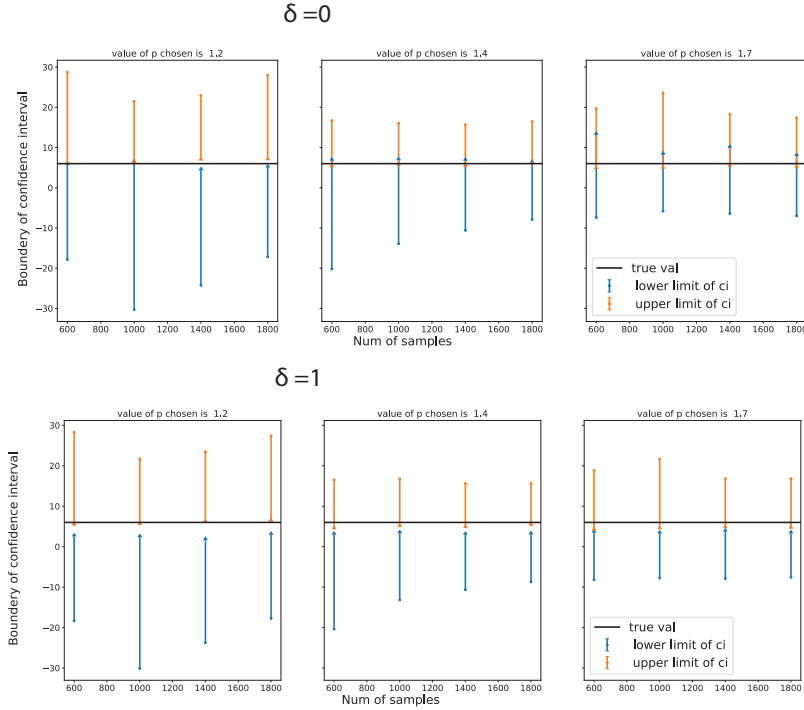 δ=0
value of p chosen is 1.2
value of p chosen is 1.4
value of p chosen is 1.7
Boundery of confidence interval
30
20
10
0
−10
−20
−30
600 800 1000 1200 1400 1600 1800
600 800 1000 1200 1400 1600 1800
600 800 1000 1200 1400 1600 1800
true val
lower limit of ci
upper limit of ci
Num of samples
δ=1
value of p chosen is 1.2
value of p chosen is 1.4
value of p chosen is 1.7
Boundery of confidence interval
30
20
10
0
−10
−20
−30
600 800 1000 1200 1400 1600 1800
600 800 1000 1200 1400 1600 1800
600 800 1000 1200 1400 1600 1800
true val
lower limit of ci
upper limit of ci
Num of samples